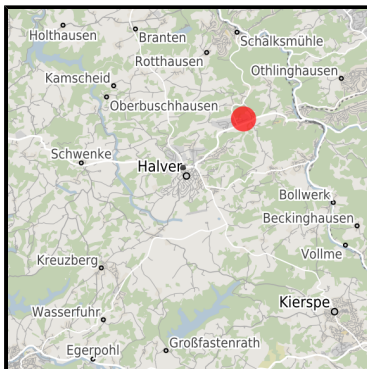 Holthausen
Branten
Schalksmühle
Rotthausen
Othlinghausen
Kamscheid
Oberbuschhausen
Schwenke
Halver
Bollwerk
Beckinghausen
Vollme
Kreuzberg
Kierspe
Wasserfuhr
Großfastenrath
Egerpohl